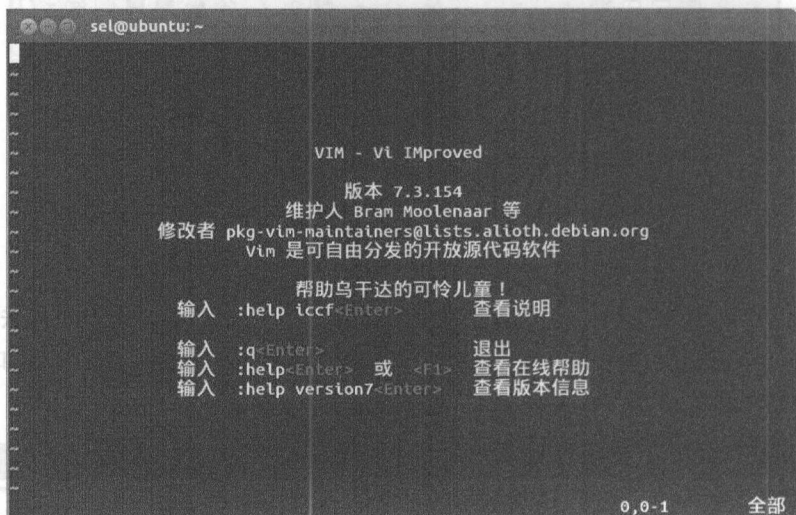 sel@ubuntu: ~
~
~
~
~
~ VIM - Vi IMproved
~
~ 版本 7.3.154
~ 维护人 Bram Moolenaar 等
~ 修改者 pkg-vim-maintainers@lists.alioth.debian.org
~ Vim 是可自由分发的开放源代码软件
~
~ 帮助乌干达的可怜儿童！
~ 输入 :help iccf<Enter> 查看说明
~
~ 输入 :q<Enter> 退出
~ 输入 :help<Enter> 或 <F1> 查看在线帮助
~ 输入 :help version7<Enter> 查看版本信息
~
~
~
~
~
0,0-1 全部